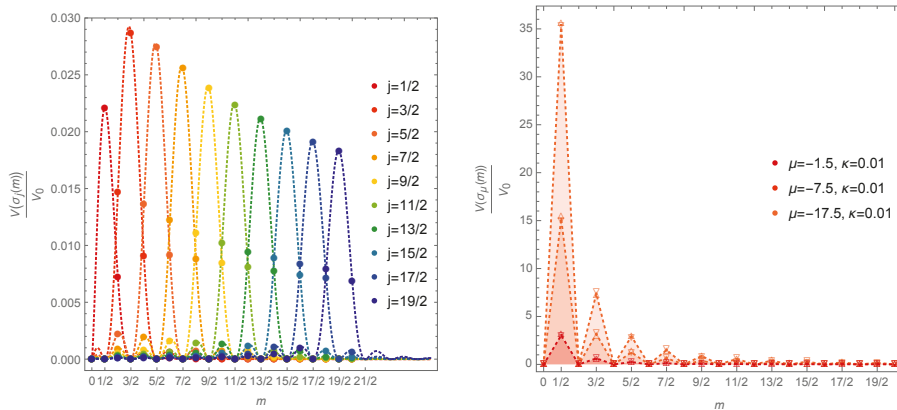 0.030
0.025
0.020
0.015
0.010
0.005
0.000
V(σj(m))
V0
0 1/2 3/2 5/2 7/2 9/2 11/2 13/2 15/2 17/2 19/2 21/2
m
j=1/2
j=3/2
j=5/2
j=7/2
j=9/2
j=11/2
j=13/2
j=15/2
j=17/2
j=19/2
35
30
25
20
15
10
5
0
V(σμ(m))
V0
0 1/2 3/2 5/2 7/2 9/2 11/2 13/2 15/2 17/2 19/2
m
μ=−1.5, κ=0.01
μ=−7.5, κ=0.01
μ=−17.5, κ=0.01